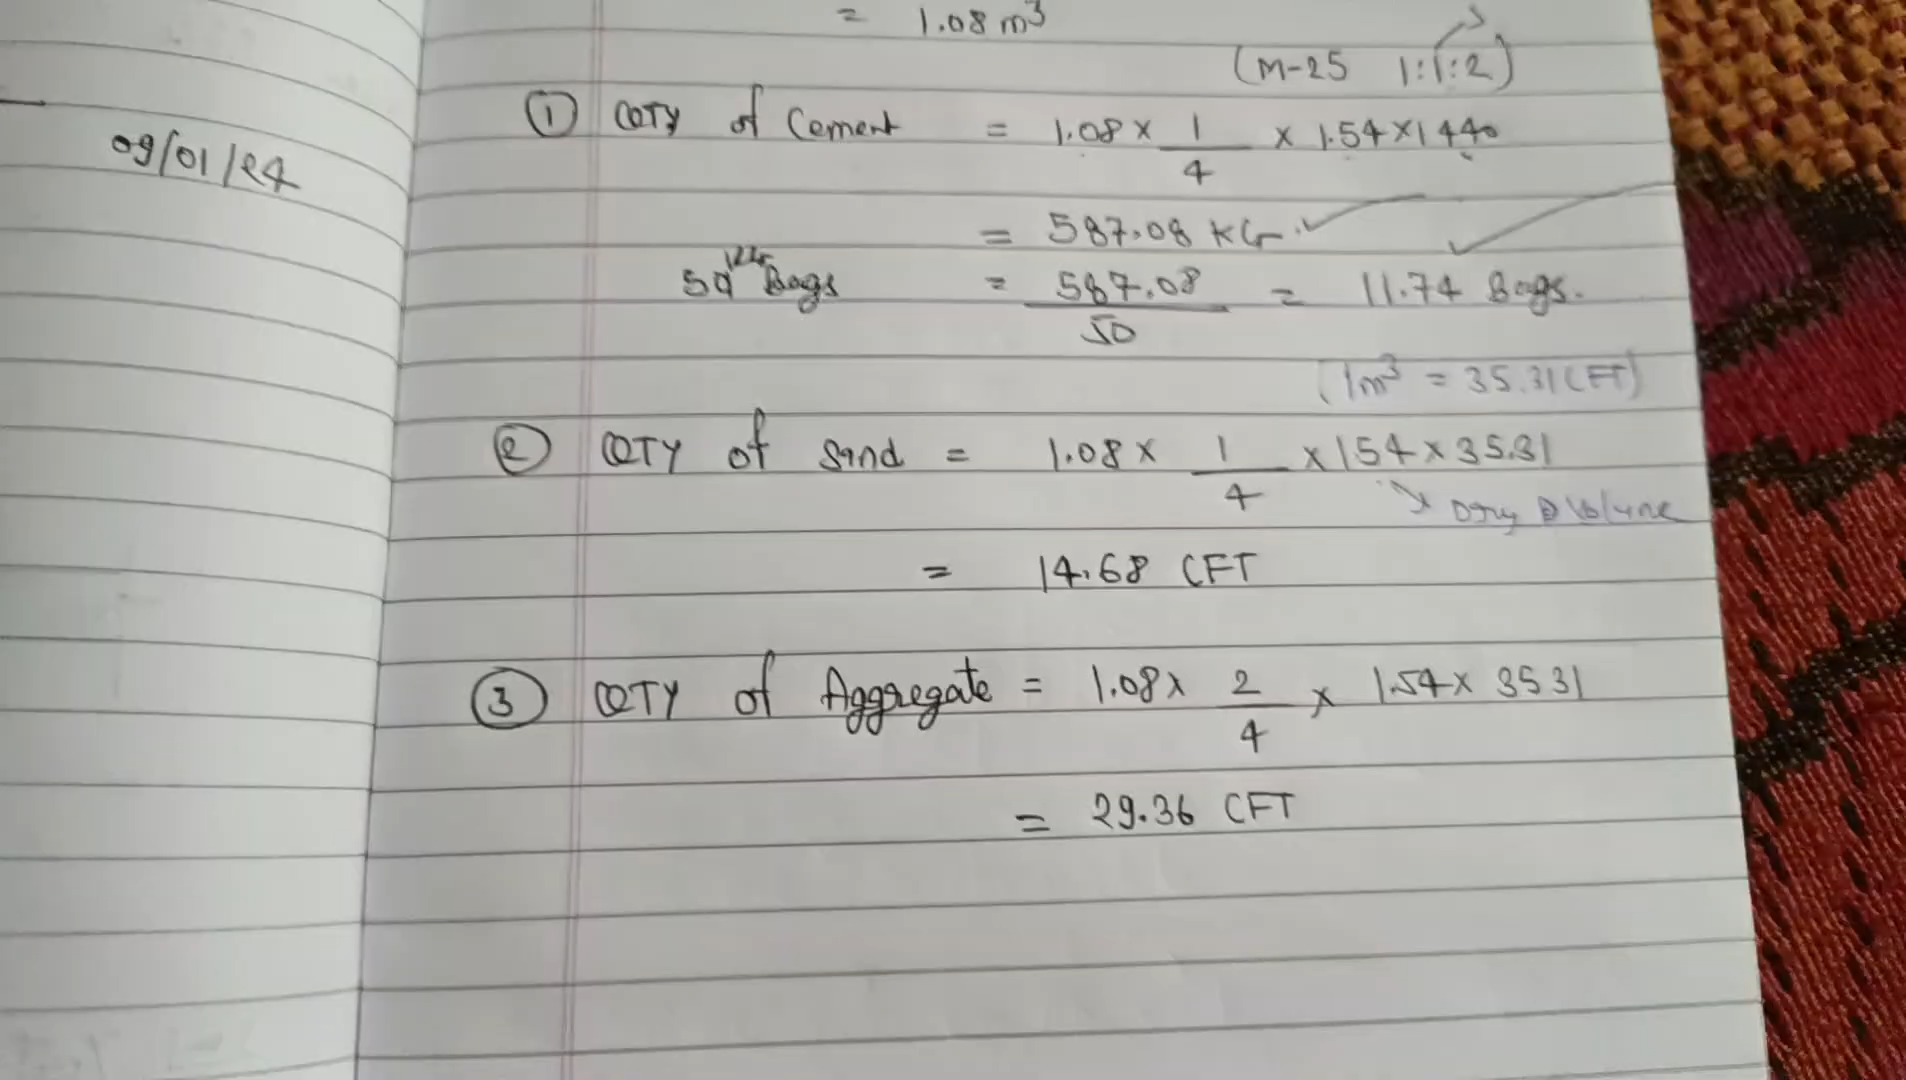 = 1.08 m³
(M-25 1:1:2)
09/01/24
① QTY of Cement = 1.08 × 1/4 × 1.54 × 1440
= 587.08 KG.
50 KG Bags = 587.08/50 = 11.74 Bags.
(1m³ = 35.31 CFT)
② QTY of Sand = 1.08 × 1/4 × 154 × 35.31
Dry Volume
= 14.68 CFT
③ QTY of Aggregate = 1.08 × 2/4 × 1.54 × 35 31
= 29.36 CFT